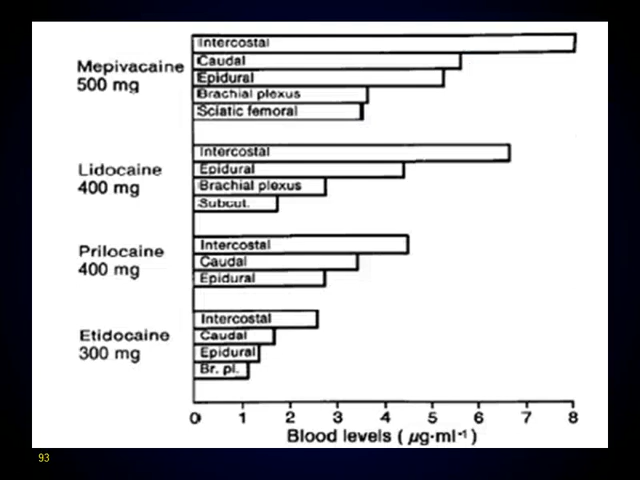 Mepivacaine
500 mg
Intercostal
Caudal
Epidural
Brachial plexus
Sciatic femoral
Lidocaine
400 mg
Intercostal
Epidural
Brachial plexus
Subcut.
Prilocaine
400 mg
Intercostal
Caudal
Epidural
Etidocaine
300 mg
Intercostal
Caudal
Epidural
Br. pl.
0 1 2 3 4 5 6 7 8
Blood levels ( µg·ml⁻¹ )
93